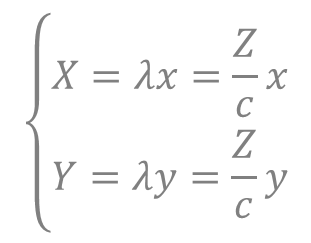 X = λx = Z/c x
Y = λy = Z/c y